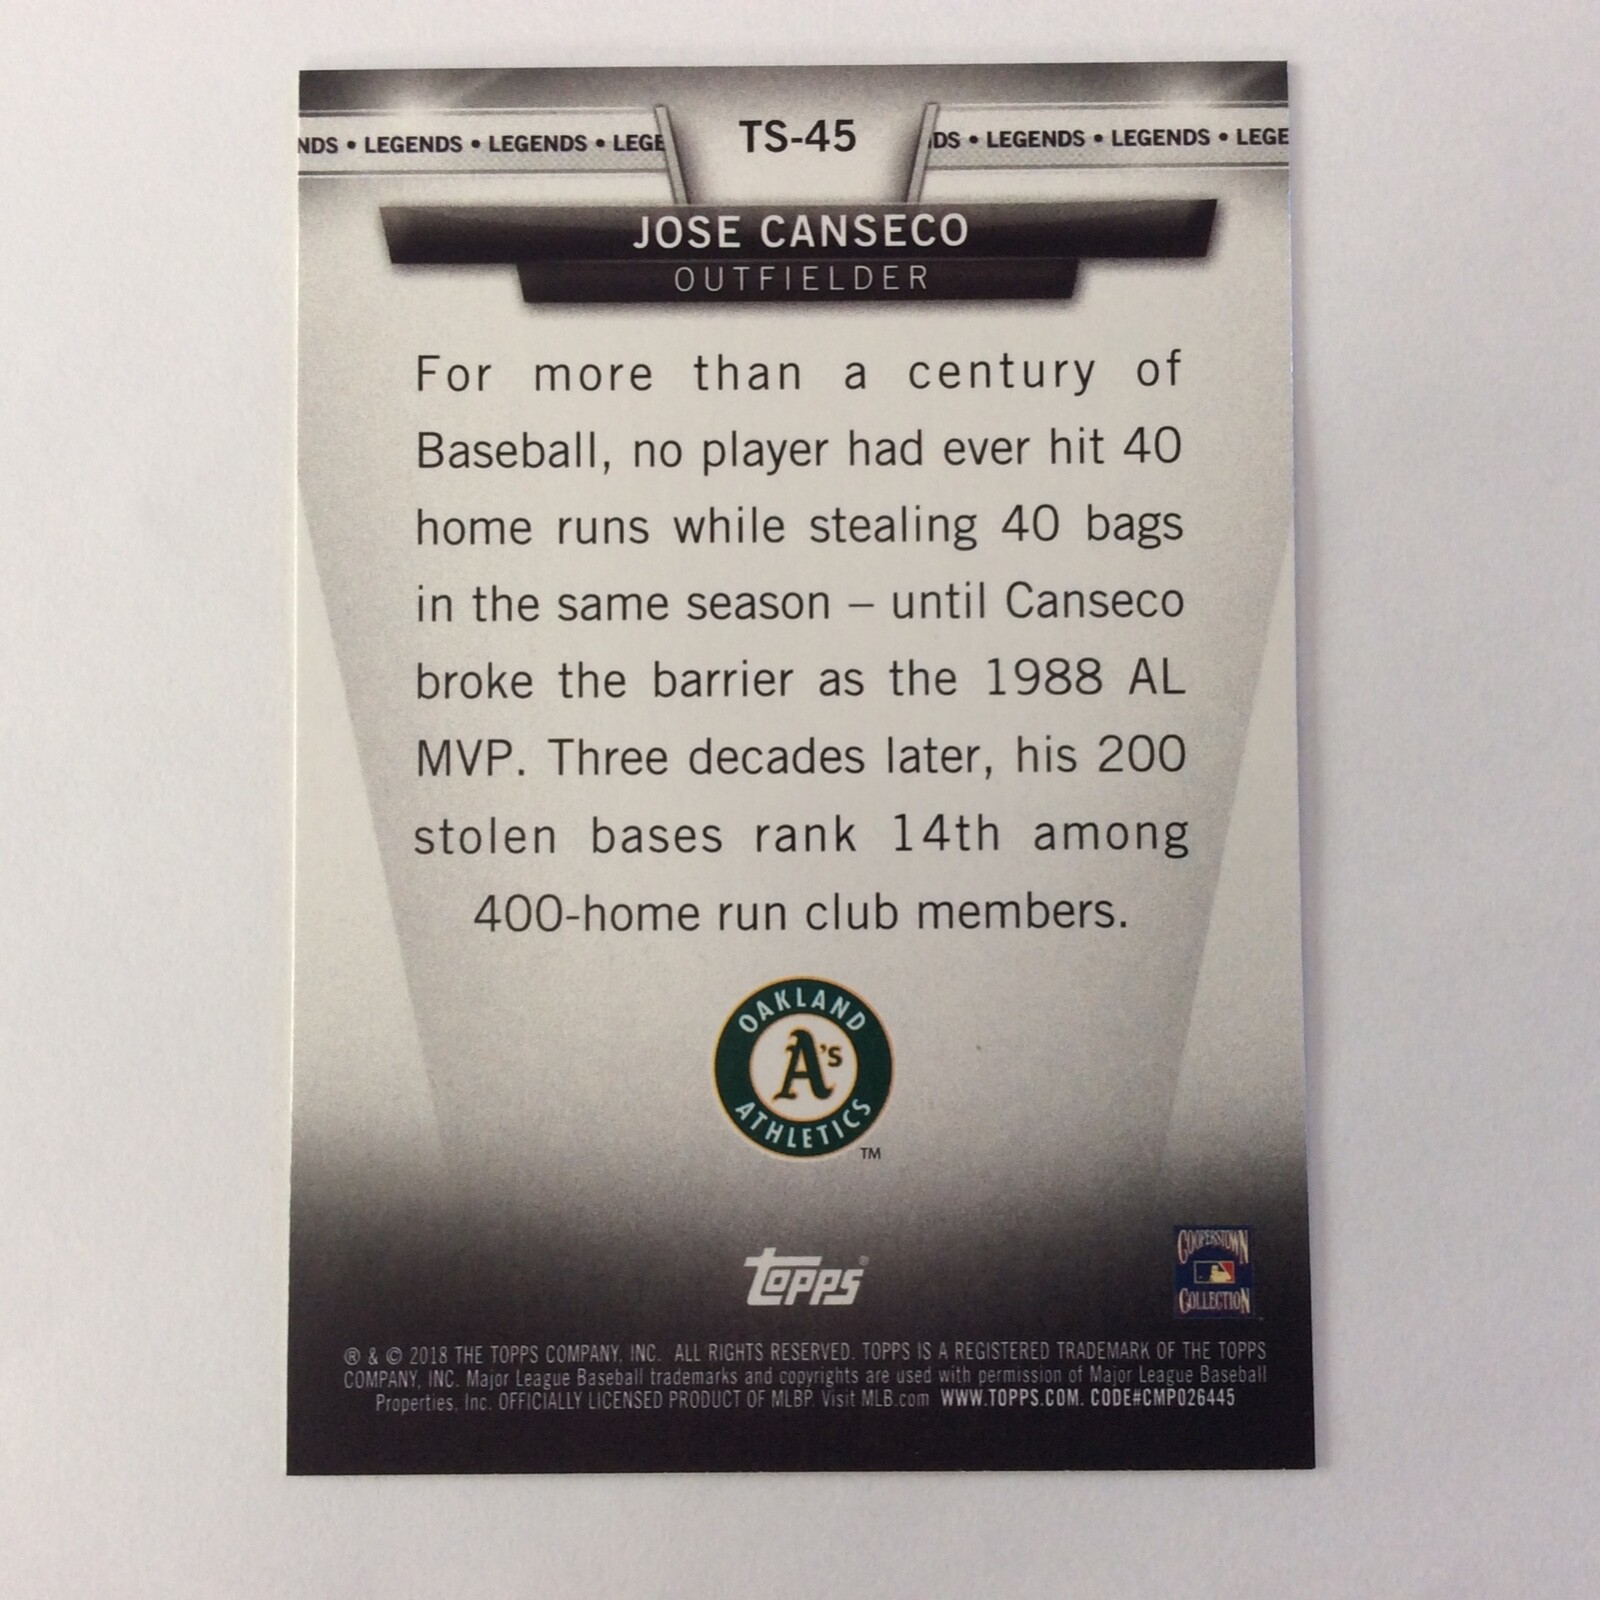 NDS • LEGENDS • LEGENDS • LEGE
TS-45
DS • LEGENDS • LEGENDS • LEGE
JOSE CANSECO
OUTFIELDER
For more than a century of
Baseball, no player had ever hit 40
home runs while stealing 40 bags
in the same season – until Canseco
broke the barrier as the 1988 AL
MVP. Three decades later, his 200
stolen bases rank 14th among
400-home run club members.
OAKLAND
A's
ATHLETICS
TM
topps®
COOPERSTOWN
COLLECTION
® & © 2018 THE TOPPS COMPANY, INC. ALL RIGHTS RESERVED. TOPPS IS A REGISTERED TRADEMARK OF THE TOPPS
COMPANY, INC. Major League Baseball trademarks and copyrights are used with permission of Major League Baseball
Properties, Inc. OFFICIALLY LICENSED PRODUCT OF MLBP. Visit MLB.com WWW.TOPPS.COM. CODE#CMP026445